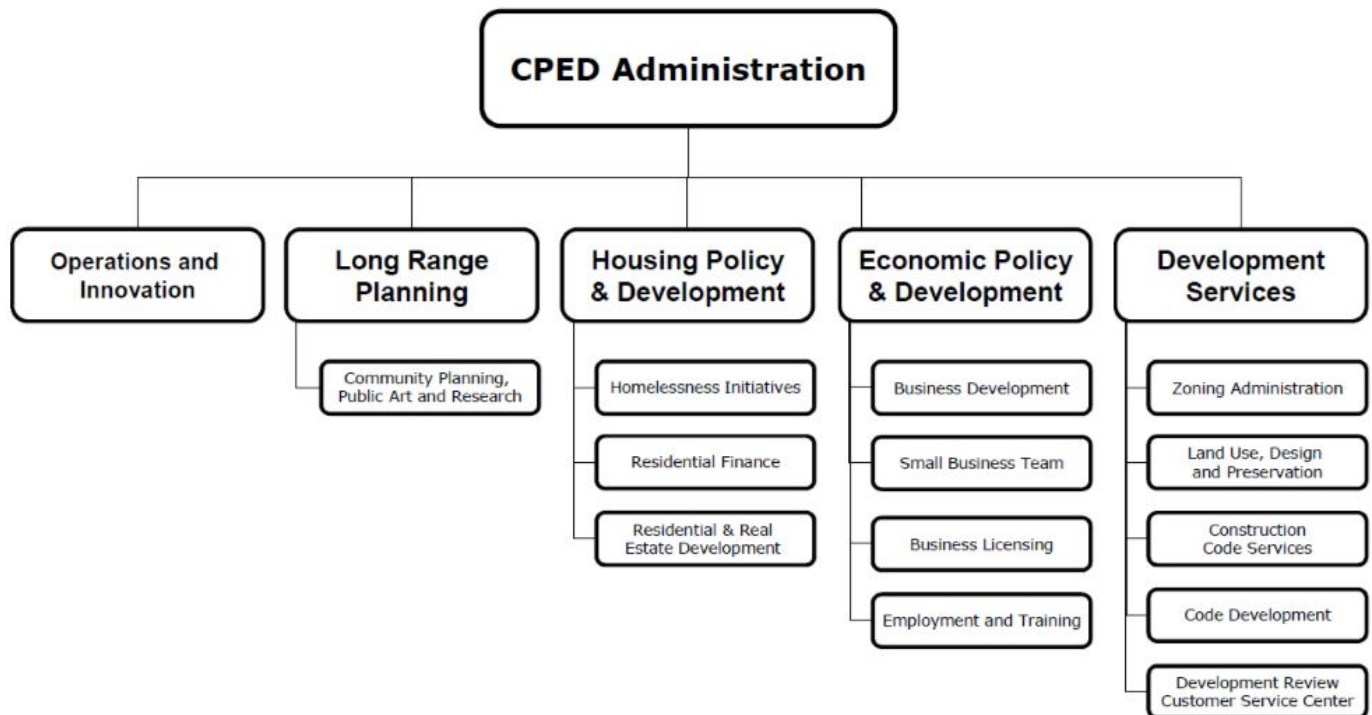 CPED Administration
Operations and
Innovation
Long Range
Planning
Housing Policy
& Development
Economic Policy
& Development
Development
Services
Community Planning,
Public Art and Research
Homelessness Initiatives
Residential Finance
Residential & Real
Estate Development
Business Development
Small Business Team
Business Licensing
Employment and Training
Zoning Administration
Land Use, Design
and Preservation
Construction
Code Services
Code Development
Development Review
Customer Service Center